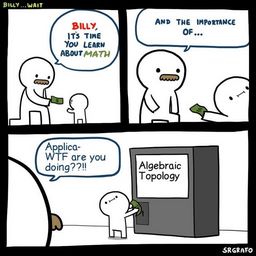 BILLY...WAIT
BILLY,
IT'S TIME
YOU LEARN
ABOUT MATH
AND THE IMPORTANCE
OF...
Applica-
WTF are you
doing??!!
Algebraic
Topology
SRGRAFO